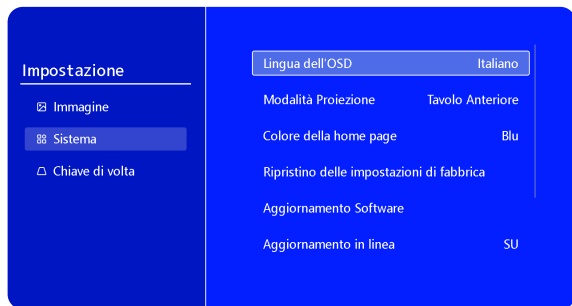 Impostazione
Immagine
Sistema
Chiave di volta
Lingua dell'OSD Italiano
Modalità Proiezione Tavolo Anteriore
Colore della home page Blu
Ripristino delle impostazioni di fabbrica
Aggiornamento Software
Aggiornamento in linea SU